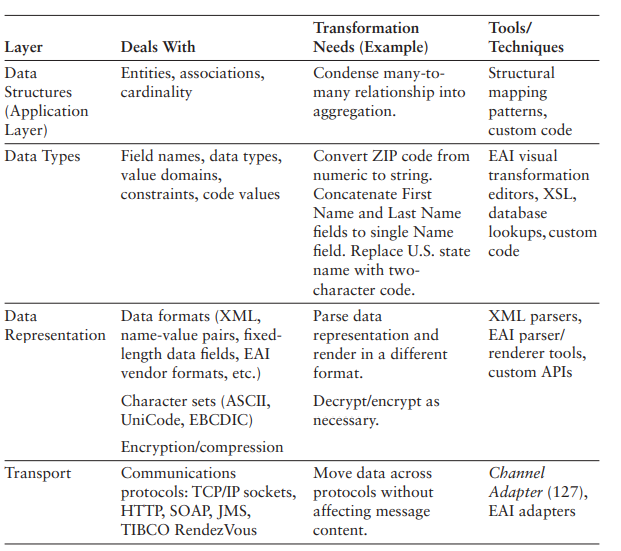 Layer
Deals With
Transformation
Needs (Example)
Tools/
Techniques
Data
Structures
(Application
Layer)
Entities, associations,
cardinality
Condense many-to-
many relationship into
aggregation.
Structural
mapping
patterns,
custom code
Data Types
Field names, data types,
value domains,
constraints, code values
Convert ZIP code from
numeric to string.
Concatenate First
Name and Last Name
fields to single Name
field. Replace U.S. state
name with two-
character code.
EAI visual
transformation
editors, XSL,
database
lookups, custom
code
Data
Representation
Data formats (XML,
name-value pairs, fixed-
length data fields, EAI
vendor formats, etc.)
Character sets (ASCII,
UniCode, EBCDIC)
Encryption/compression
Parse data
representation and
render in a different
format.
Decrypt/encrypt as
necessary.
XML parsers,
EAI parser/
renderer tools,
custom APIs
Transport
Communications
protocols: TCP/IP sockets,
HTTP, SOAP, JMS,
TIBCO RendezVous
Move data across
protocols without
affecting message
content.
Channel
Adapter (127),
EAI adapters